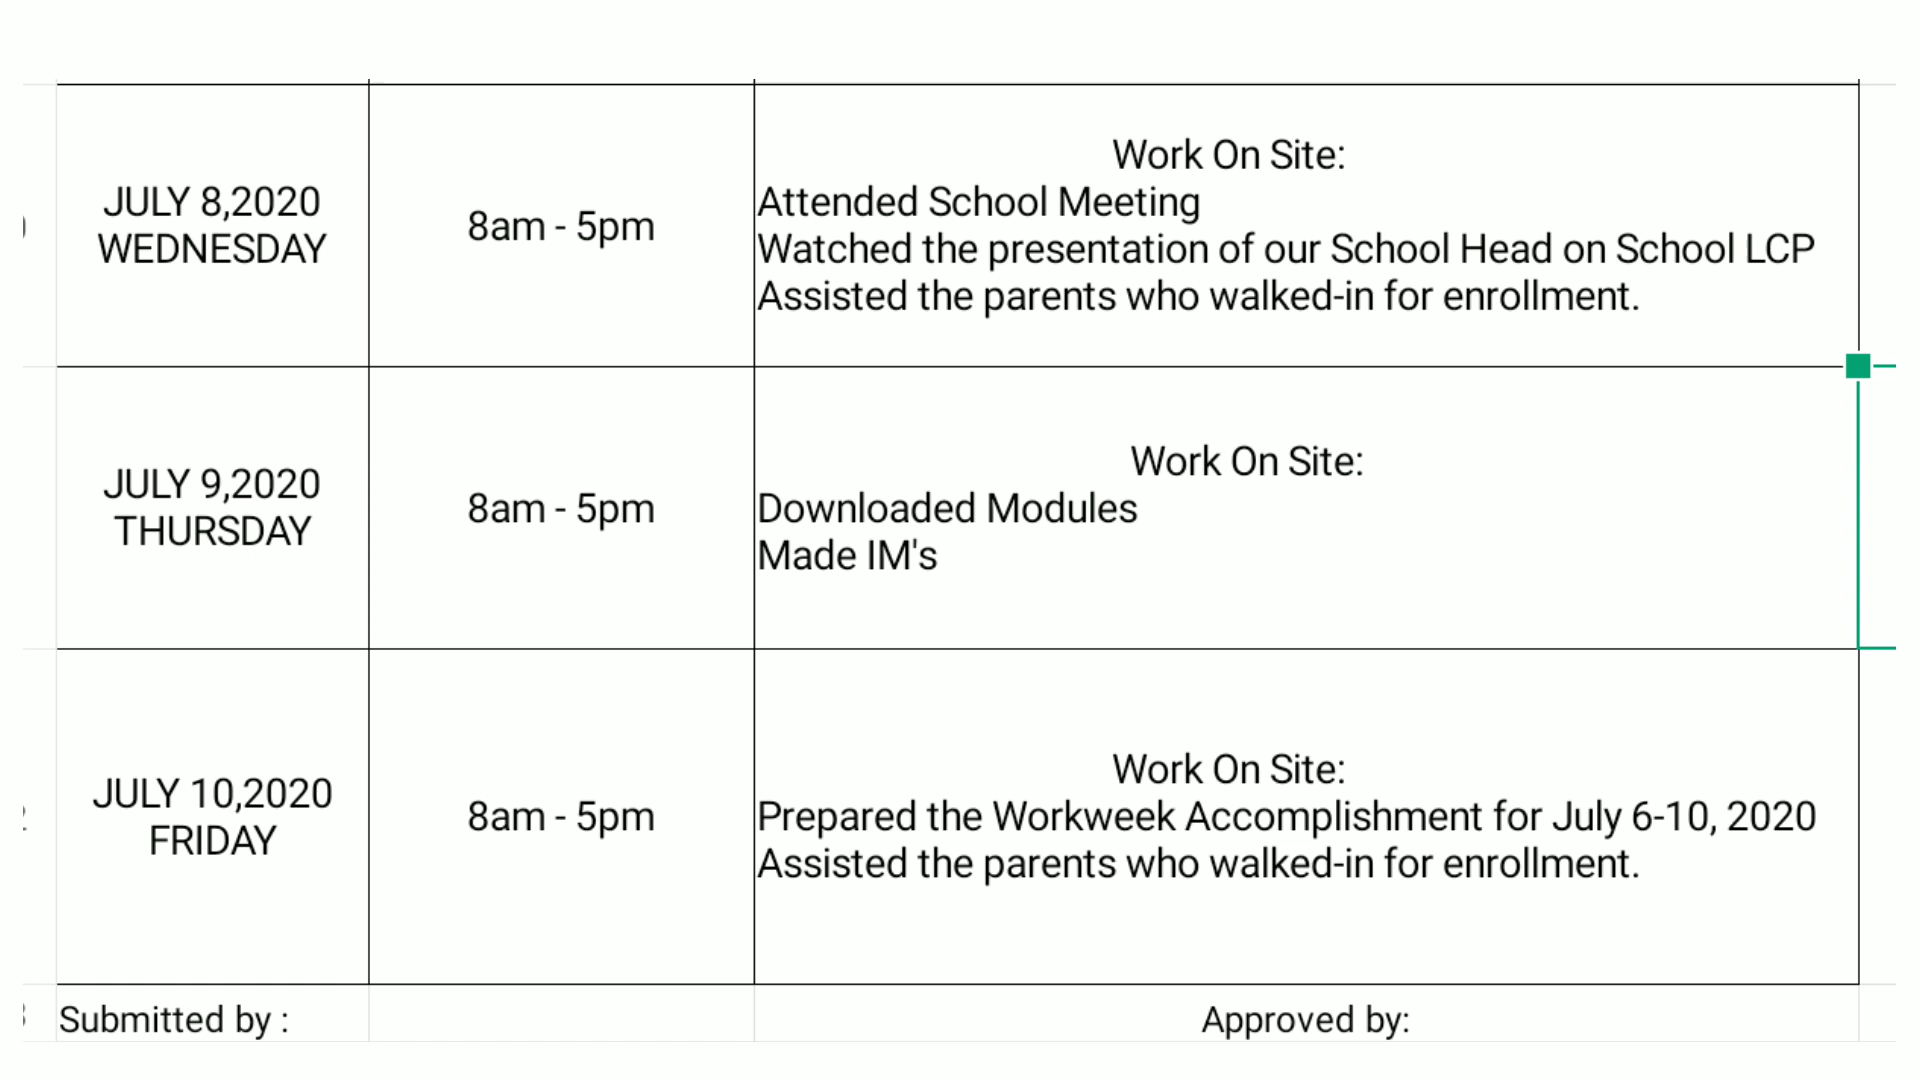 JULY 8,2020
WEDNESDAY
8am - 5pm
Work On Site:
Attended School Meeting
Watched the presentation of our School Head on School LCP
Assisted the parents who walked-in for enrollment.
JULY 9,2020
THURSDAY
8am - 5pm
Work On Site:
Downloaded Modules
Made IM's
JULY 10,2020
FRIDAY
8am - 5pm
Work On Site:
Prepared the Workweek Accomplishment for July 6-10, 2020
Assisted the parents who walked-in for enrollment.
Submitted by :
Approved by: